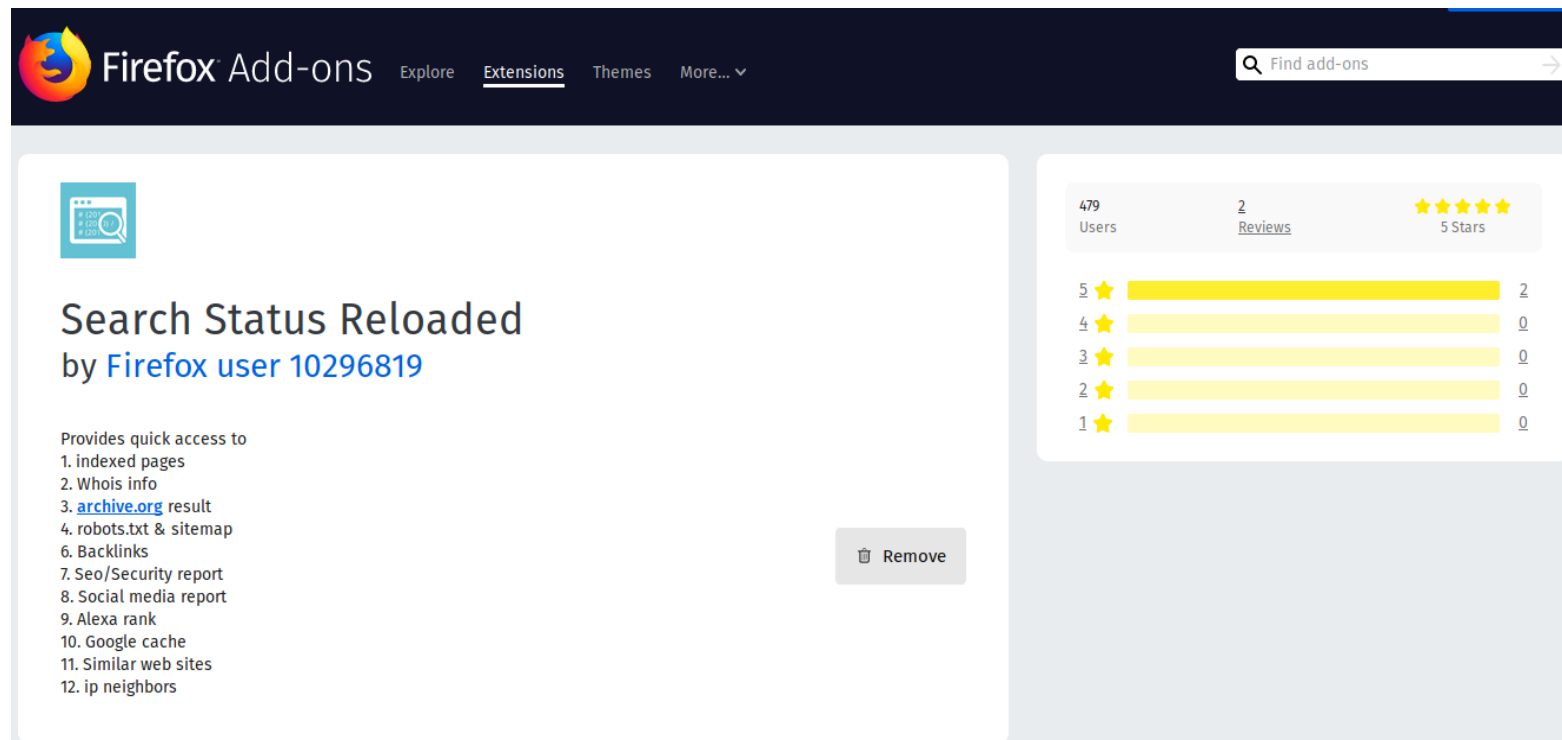 Firefox Add-ons Explore Extensions Themes More...
Find add-ons
Search Status Reloaded
by Firefox user 10296819
Provides quick access to
1. indexed pages
2. Whois info
3. archive.org result
4. robots.txt & sitemap
6. Backlinks
7. Seo/Security report
8. Social media report
9. Alexa rank
10. Google cache
11. Similar web sites
12. ip neighbors
Remove
479 2
Users Reviews 5 Stars
5 2
4 0
3 0
2 0
1 0